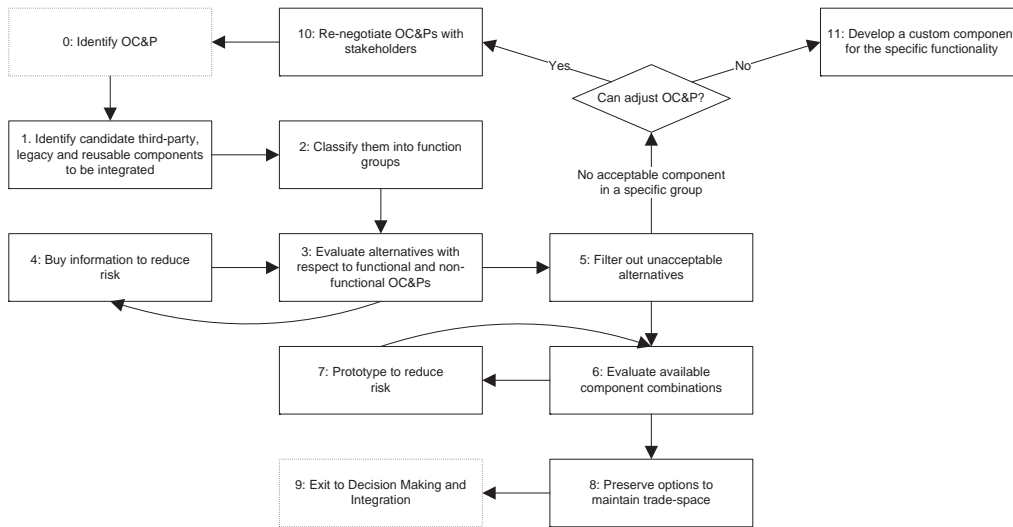 0: Identify OC&P
10: Re-negotiate OC&Ps with
stakeholders
11: Develop a custom component
for the specific functionality
Yes
No
Can adjust OC&P?
1. Identify candidate third-party,
legacy and reusable components
to be integrated
2: Classify them into function
groups
No acceptable component
in a specific group
4: Buy information to reduce
risk
3: Evaluate alternatives with
respect to functional and non-
functional OC&Ps
5: Filter out unacceptable
alternatives
7: Prototype to reduce
risk
6: Evaluate available
component combinations
9: Exit to Decision Making and
Integration
8: Preserve options to
maintain trade-space